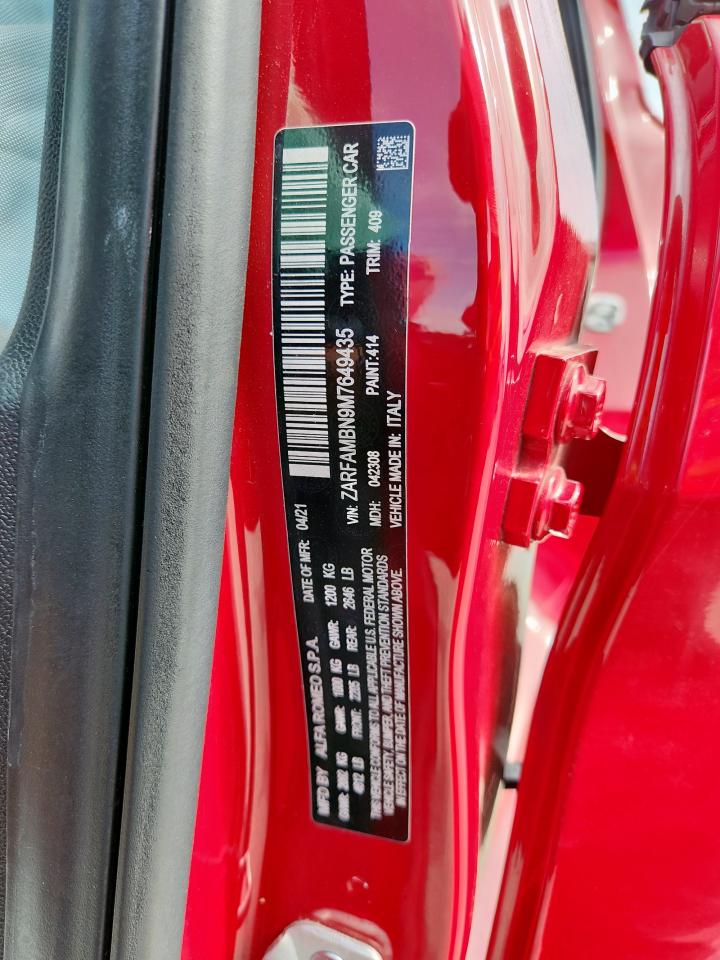 MFD BY ALFA ROMEO S.P.A. DATE OF MFR: 04/21
GVWR: KG GAWR: KG GAWR: 1200 KG
LB FRONT: 2205 LB REAR: 2646 LB
THIS VEHICLE CONFORMS TO ALL APPLICABLE U.S. FEDERAL MOTOR
VEHICLE SAFETY, BUMPER, AND THEFT PREVENTION STANDARDS
IN EFFECT ON THE DATE OF MANUFACTURE SHOWN ABOVE.
VIN: ZARFAMBN9M7649435 TYPE: PASSENGER CAR
MDH: 042308 PAINT: 414 TRIM: 409
VEHICLE MADE IN: ITALY